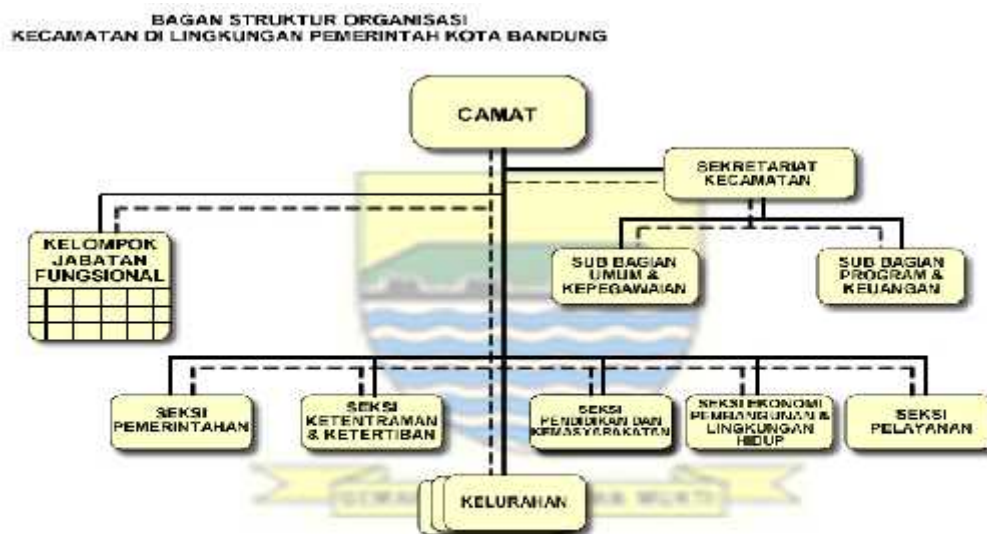 BAGAN STRUKTUR ORGANISASI
KECAMATAN DI LINGKUNGAN PEMERINTAH KOTA BANDUNG
CAMAT
SEKRETARIAT
KECAMATAN
KELOMPOK
JABATAN
FUNGSIONAL
SUB BAGIAN
UMUM &
KEPEGAWAIAN
SUB BAGIAN
PROGRAM &
KEUANGAN
SEKSI
PEMERINTAHAN
SEKSI
KETENTRAMAN
& KETERTIBAN
SEKSI
PENDIDIKAN DAN
KEMASYARAKATAN
SEKSI EKONOMI
PEMBANGUNAN &
LINGKUNGAN
HIDUP
SEKSI
PELAYANAN
KELURAHAN
MUKTI